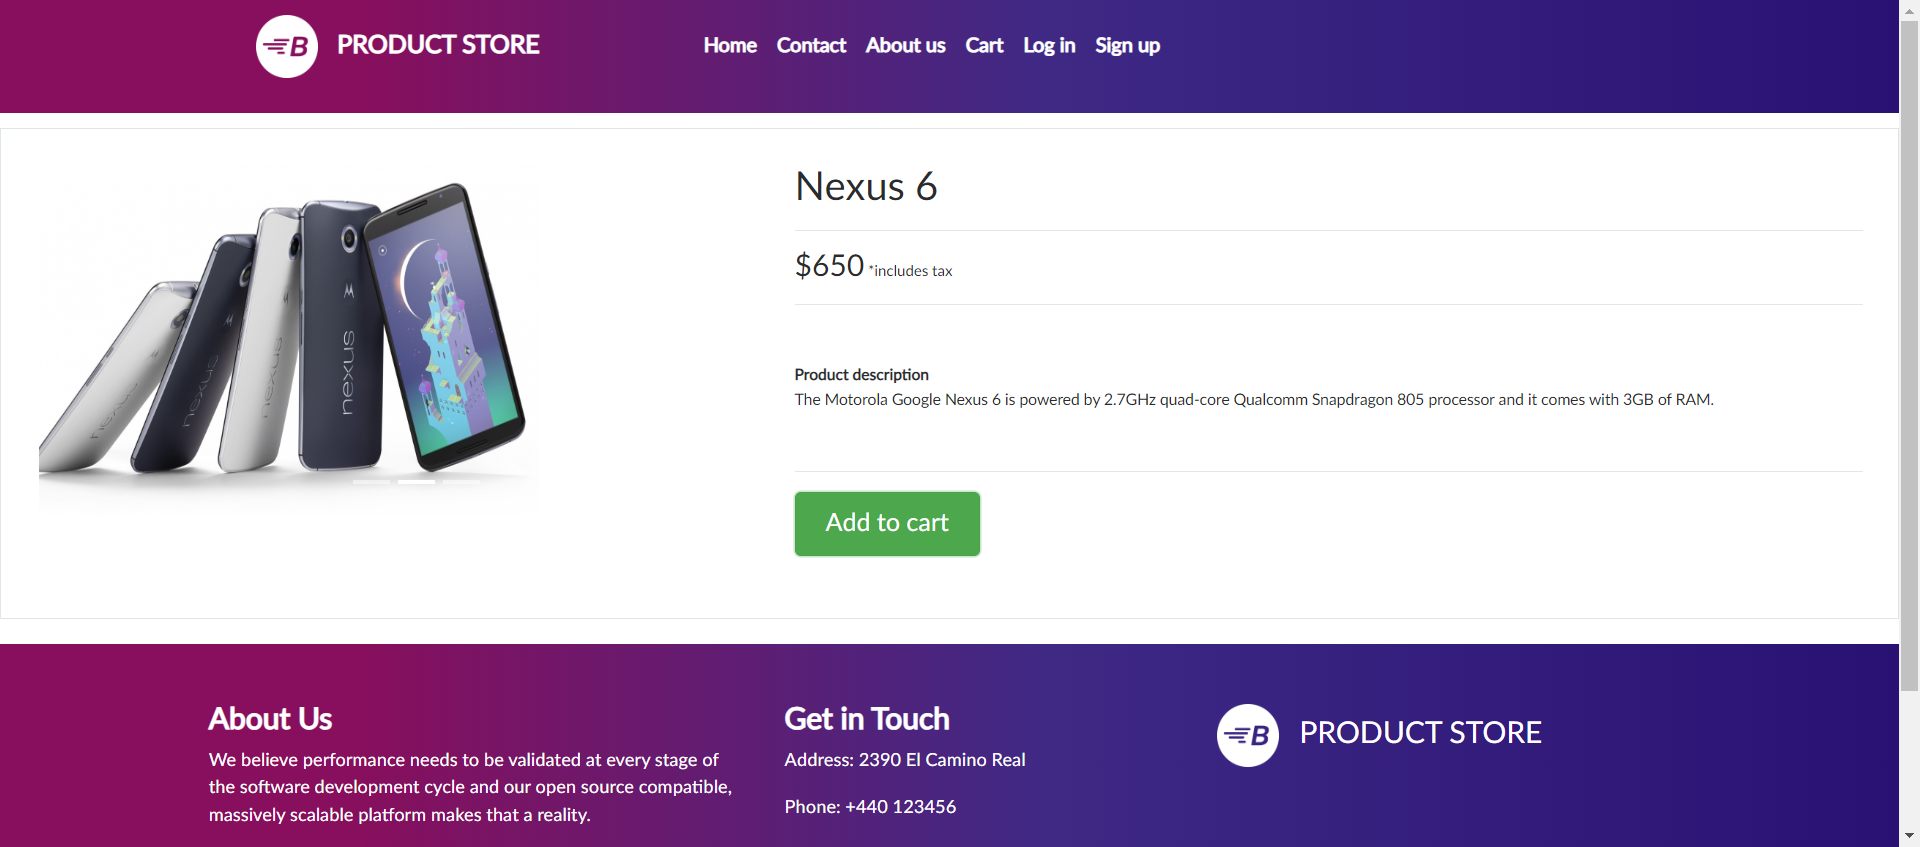 B PRODUCT STORE
Home Contact About us Cart Log in Sign up
Nexus 6
$650 *includes tax
nexus
nexus
nexus
nexus
Product description
The Motorola Google Nexus 6 is powered by 2.7GHz quad-core Qualcomm Snapdragon 805 processor and it comes with 3GB of RAM.
Add to cart
About Us
We believe performance needs to be validated at every stage of
the software development cycle and our open source compatible,
massively scalable platform makes that a reality.
Get in Touch
Address: 2390 El Camino Real
Phone: +440 123456
B PRODUCT STORE